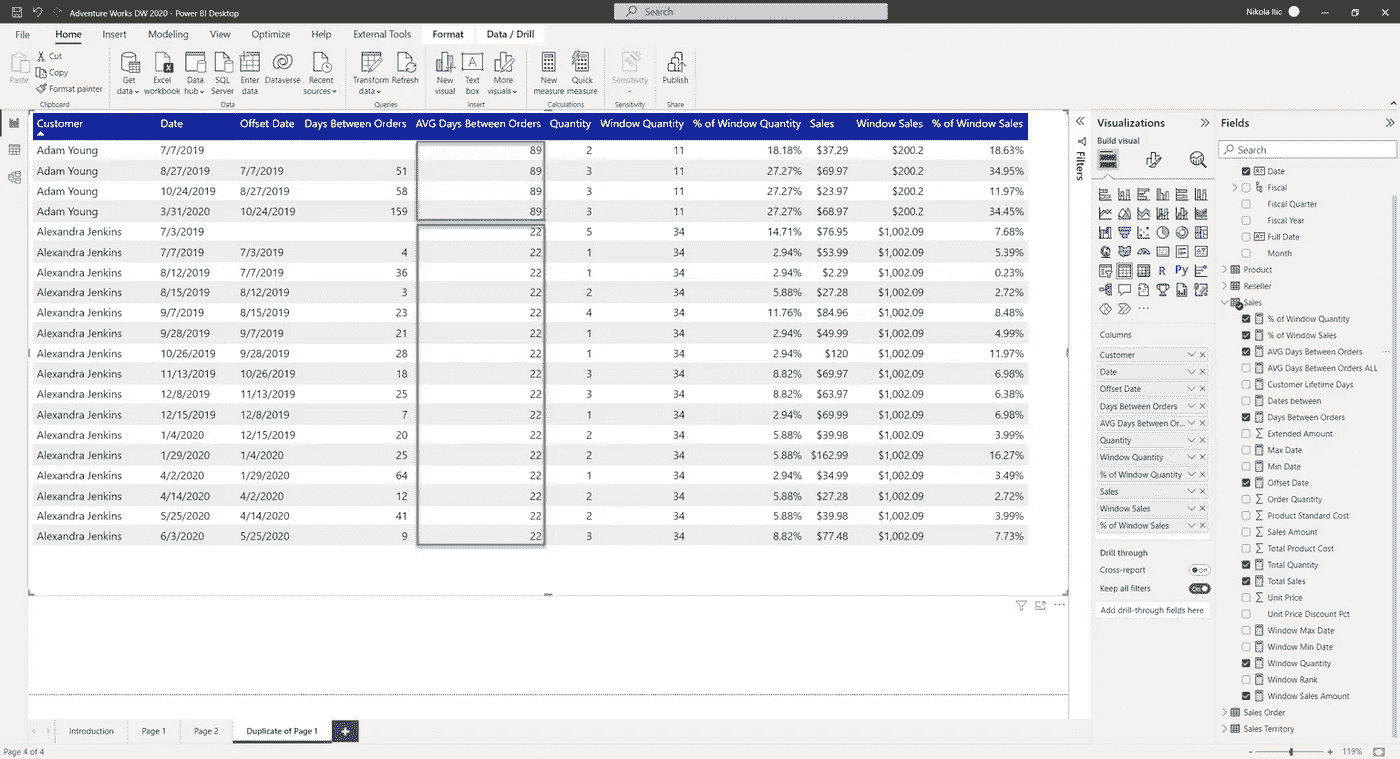 Adventure Works DW 2020 - Power BI Desktop
Search
Nikola Ilic
File Home Insert Modeling View Optimize Help External Tools Format Data / Drill
Paste
Cut
Copy
Format painter
Get data
Excel workbook
Data hub
SQL Server
Enter data
Dataverse
Recent sources
Transform data
Refresh
New visual
Text box
More visuals
New measure
Quick measure
Sensitivity
Publish
Clipboard Data Queries Insert Calculations Sensitivity Share
Customer Date Offset Date Days Between Orders AVG Days Between Orders Quantity Window Quantity % of Window Quantity Sales Window Sales % of Window Sales
Adam Young 7/7/2019 89 2 11 18.18% $37.29 $200.2 18.63%
Adam Young 8/27/2019 7/7/2019 51 89 3 11 27.27% $69.97 $200.2 34.95%
Adam Young 10/24/2019 8/27/2019 58 89 3 11 27.27% $23.97 $200.2 11.97%
Adam Young 3/31/2020 10/24/2019 159 89 3 11 27.27% $68.97 $200.2 34.45%
Alexandra Jenkins 7/3/2019 22 5 34 14.71% $76.95 $1,002.09 7.68%
Alexandra Jenkins 7/7/2019 7/3/2019 4 22 1 34 2.94% $53.99 $1,002.09 5.39%
Alexandra Jenkins 8/12/2019 7/7/2019 36 22 1 34 2.94% $2.29 $1,002.09 0.23%
Alexandra Jenkins 8/15/2019 8/12/2019 3 22 2 34 5.88% $27.28 $1,002.09 2.72%
Alexandra Jenkins 9/7/2019 8/15/2019 23 22 4 34 11.76% $84.96 $1,002.09 8.48%
Alexandra Jenkins 9/28/2019 9/7/2019 21 22 1 34 2.94% $49.99 $1,002.09 4.99%
Alexandra Jenkins 10/26/2019 9/28/2019 28 22 1 34 2.94% $120 $1,002.09 11.97%
Alexandra Jenkins 11/13/2019 10/26/2019 18 22 3 34 8.82% $69.97 $1,002.09 6.98%
Alexandra Jenkins 12/8/2019 11/13/2019 25 22 3 34 8.82% $63.97 $1,002.09 6.38%
Alexandra Jenkins 12/15/2019 12/8/2019 7 22 1 34 2.94% $69.99 $1,002.09 6.98%
Alexandra Jenkins 1/4/2020 12/15/2019 20 22 2 34 5.88% $39.98 $1,002.09 3.99%
Alexandra Jenkins 1/29/2020 1/4/2020 25 22 2 34 5.88% $162.99 $1,002.09 16.27%
Alexandra Jenkins 4/2/2020 1/29/2020 64 22 1 34 2.94% $34.99 $1,002.09 3.49%
Alexandra Jenkins 4/14/2020 4/2/2020 12 22 2 34 5.88% $27.28 $1,002.09 2.72%
Alexandra Jenkins 5/25/2020 4/14/2020 41 22 2 34 5.88% $39.98 $1,002.09 3.99%
Alexandra Jenkins 6/3/2020 5/25/2020 9 22 3 34 8.82% $77.48 $1,002.09 7.73%
Filters
Visualizations
Build visual
R Py
Columns
Customer
Date
Offset Date
Days Between Orders
AVG Days Between Or...
Quantity
Window Quantity
% of Window Quantity
Sales
Window Sales
% of Window Sales
Drill through
Cross-report Off
Keep all filters On
Add drill-through fields here
Fields
Search
Date
Fiscal
Fiscal Quarter
Fiscal Year
Full Date
Month
Product
Reseller
Sales
% of Window Quantity
% of Window Sales
AVG Days Between Orders
AVG Days Between Orders ALL
Customer Lifetime Days
Dates between
Days Between Orders
Extended Amount
Max Date
Min Date
Offset Date
Order Quantity
Product Standard Cost
Sales Amount
Total Product Cost
Total Quantity
Total Sales
Unit Price
Unit Price Discount Pct
Window Max Date
Window Min Date
Window Quantity
Window Rank
Window Sales Amount
Sales Order
Sales Territory
Introduction Page 1 Page 2 Duplicate of Page 1
Page 4 of 4
119%